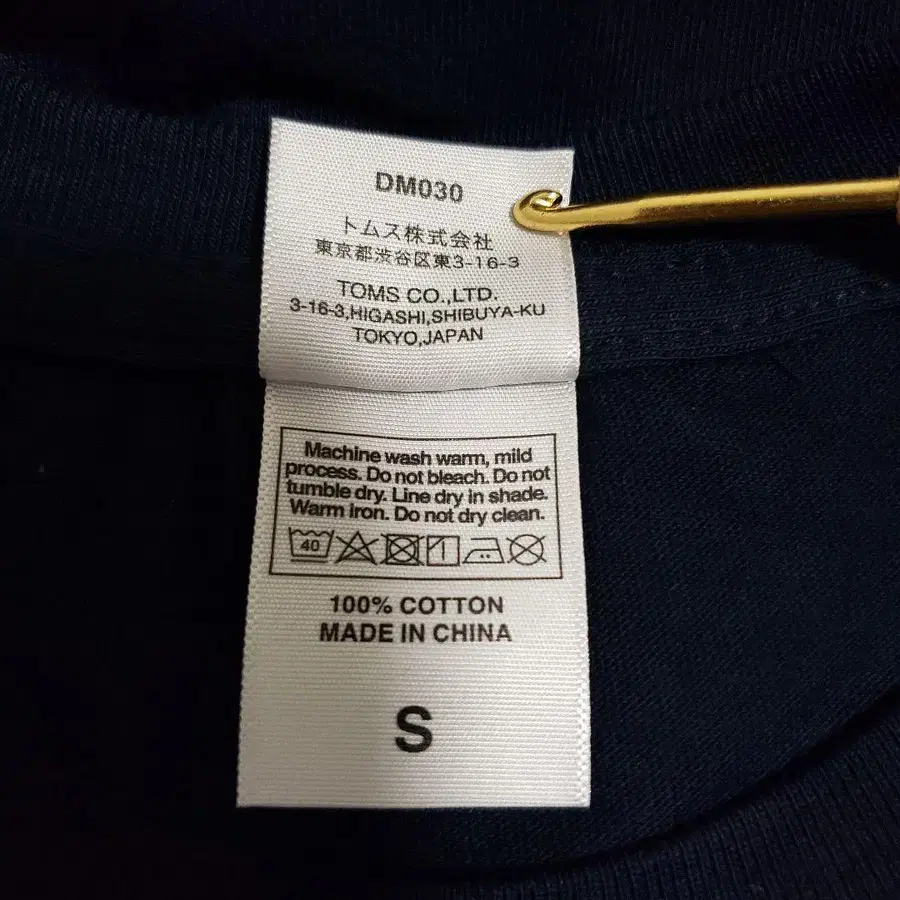 DM030
トムス株式会社
東京都渋谷区東3-16-3
TOMS CO.,LTD.
3-16-3,HIGASHI,SHIBUYA-KU
TOKYO,JAPAN
Machine wash warm, mild
process. Do not bleach. Do not
tumble dry. Line dry in shade.
Warm iron. Do not dry clean.
40
100% COTTON
MADE IN CHINA
S